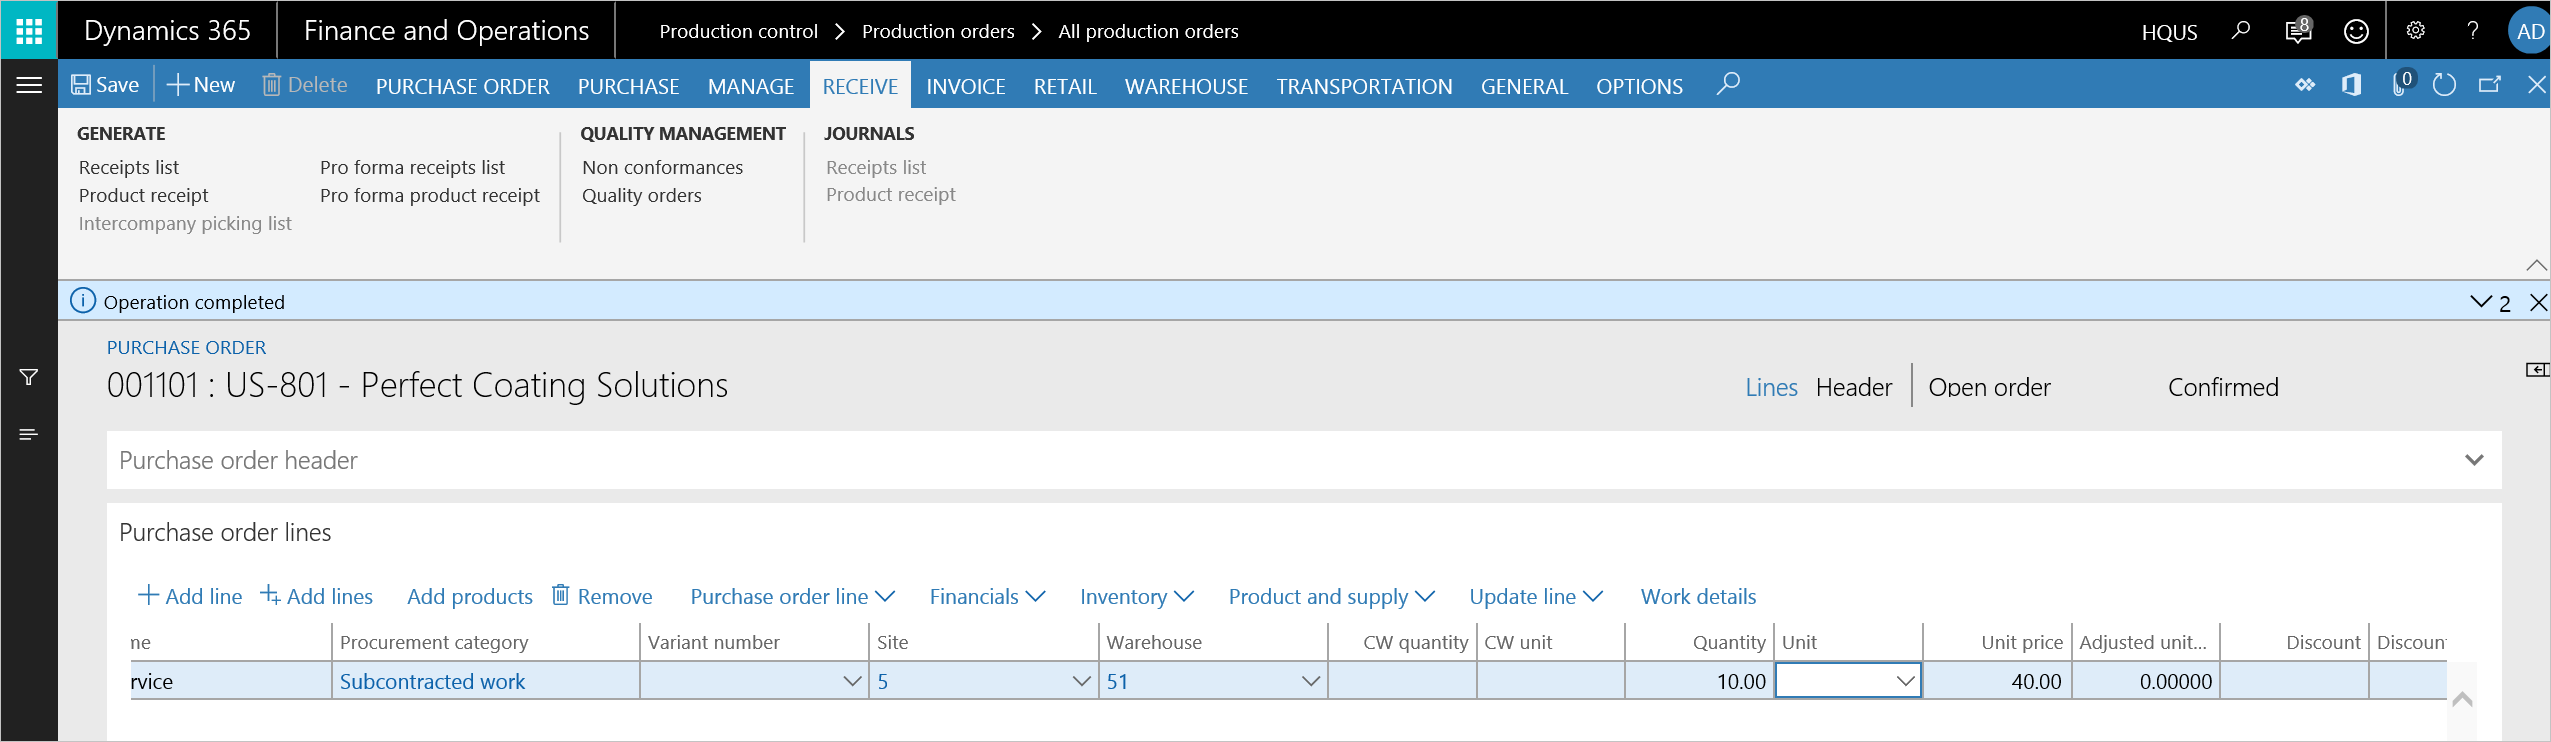 Dynamics 365 Finance and Operations Production control Production orders All production orders HQUS 8 ? AD
Save New Delete PURCHASE ORDER PURCHASE MANAGE RECEIVE INVOICE RETAIL WAREHOUSE TRANSPORTATION GENERAL OPTIONS 0
GENERATE QUALITY MANAGEMENT JOURNALS
Receipts list Pro forma receipts list Non conformances Receipts list
Product receipt Pro forma product receipt Quality orders Product receipt
Intercompany picking list
Operation completed 2
PURCHASE ORDER
001101 : US-801 - Perfect Coating Solutions Lines Header Open order Confirmed
Purchase order header
Purchase order lines
Add line Add lines Add products Remove Purchase order line Financials Inventory Product and supply Update line Work details
ne Procurement category Variant number Site Warehouse CW quantity CW unit Quantity Unit Unit price Adjusted unit... Discount Discoun
rvice Subcontracted work 5 51 10.00 40.00 0.00000